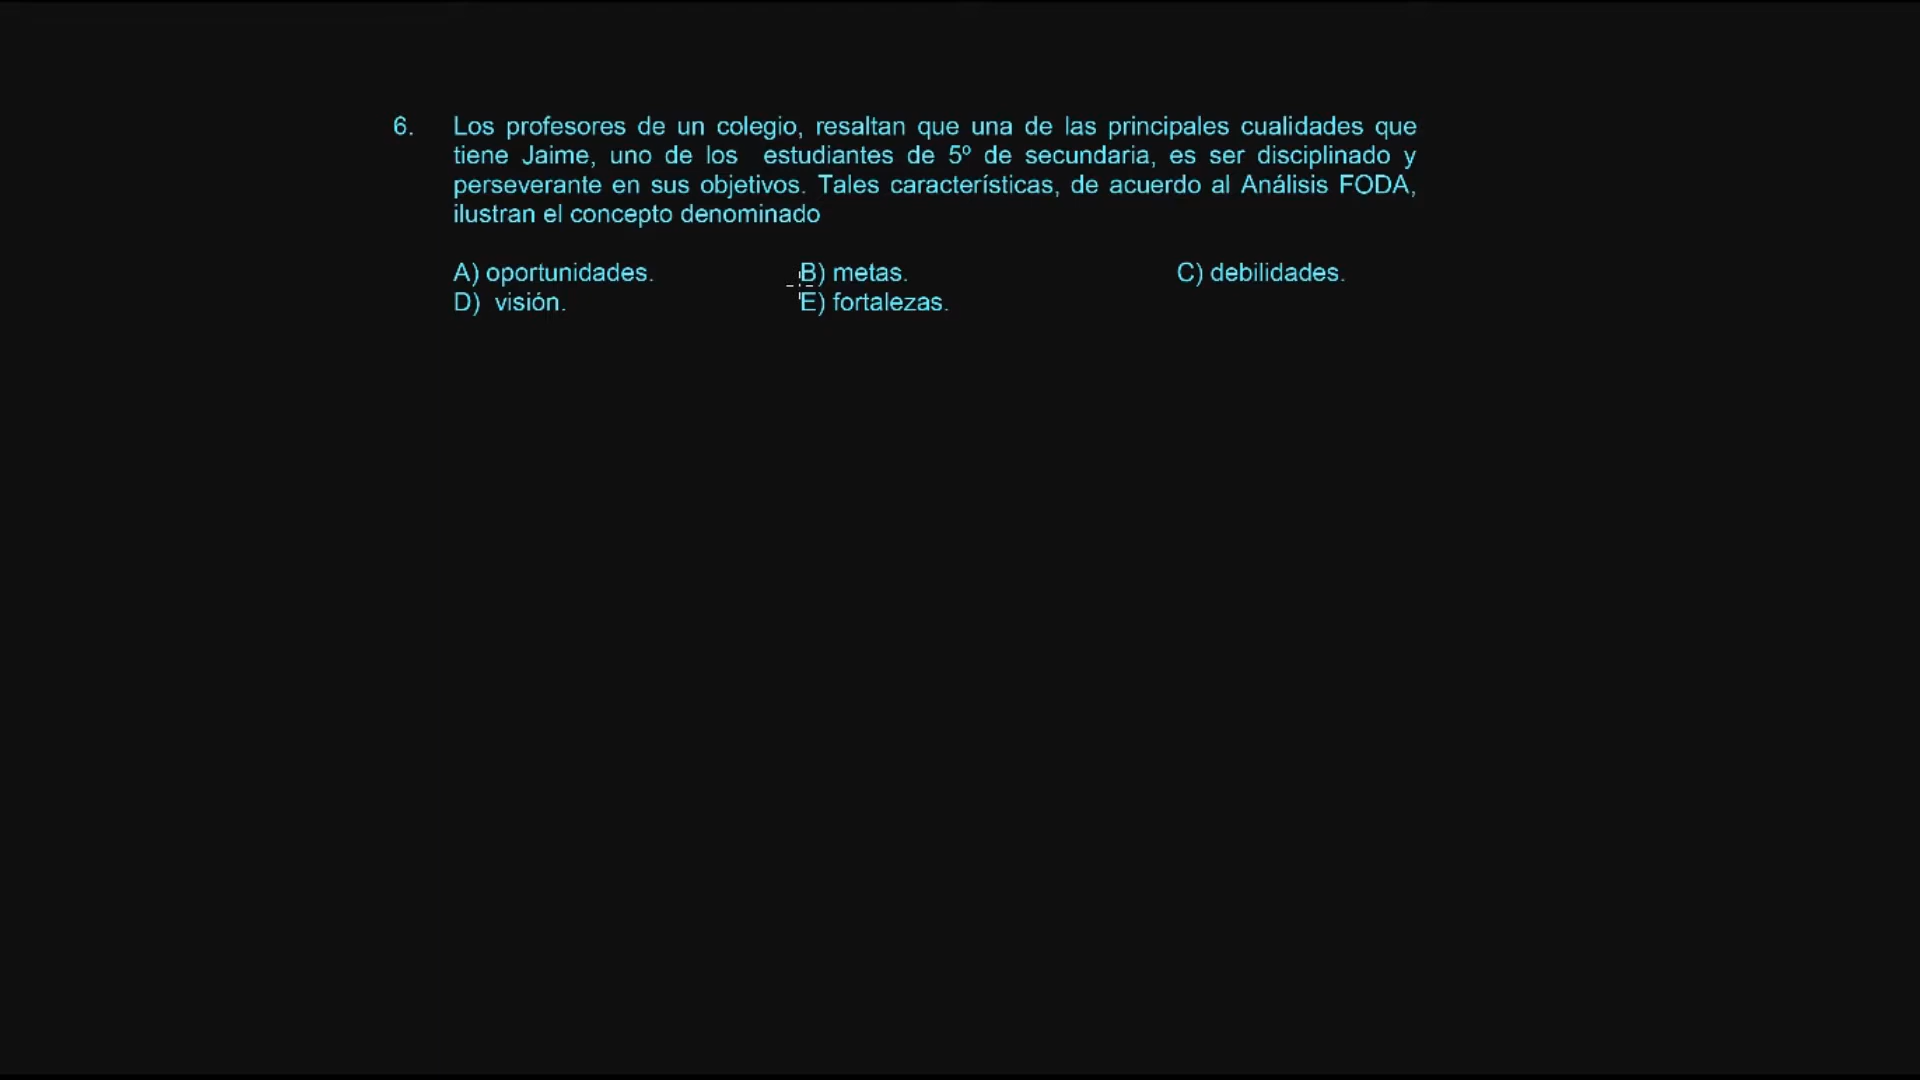 6. Los profesores de un colegio, resaltan que una de las principales cualidades que
tiene Jaime, uno de los estudiantes de 5º de secundaria, es ser disciplinado y
perseverante en sus objetivos. Tales características, de acuerdo al Análisis FODA,
ilustran el concepto denominado
A) oportunidades. B) metas. C) debilidades.
D) visión. E) fortalezas.